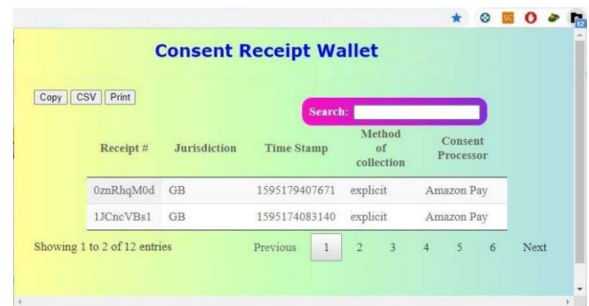 SC
12
Consent Receipt Wallet
Copy CSV Print
Search:
Receipt # Jurisdiction Time Stamp Method of collection Consent Processor
0znRhqM0d GB 1595179407671 explicit Amazon Pay
1JCncVBs1 GB 1595174083140 explicit Amazon Pay
Showing 1 to 2 of 12 entries Previous 1 2 3 4 5 6 Next